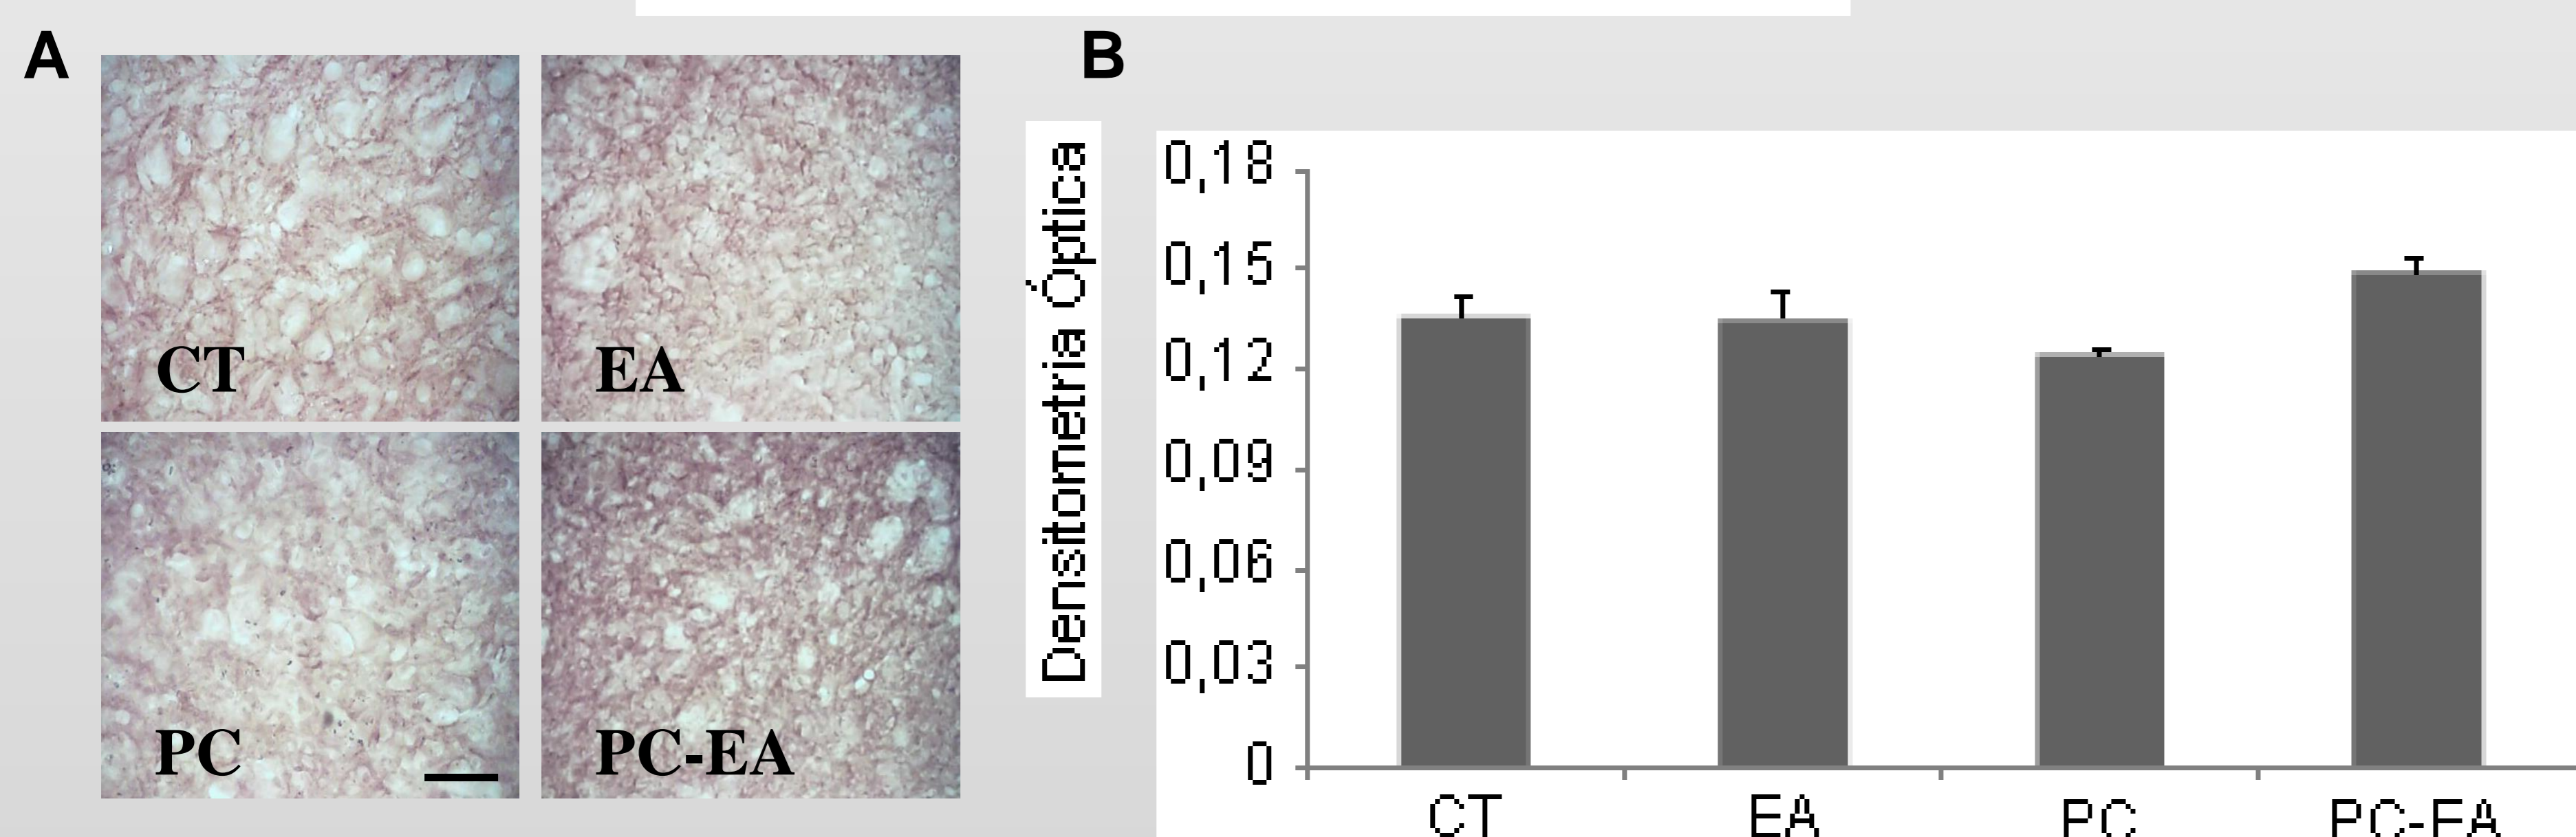 A
CT
EA
PC
PC-EA
B
Densitometria Óptica
0,18
0,15
0,12
0,09
0,06
0,03
0
CT
EA
PC
PC-EA